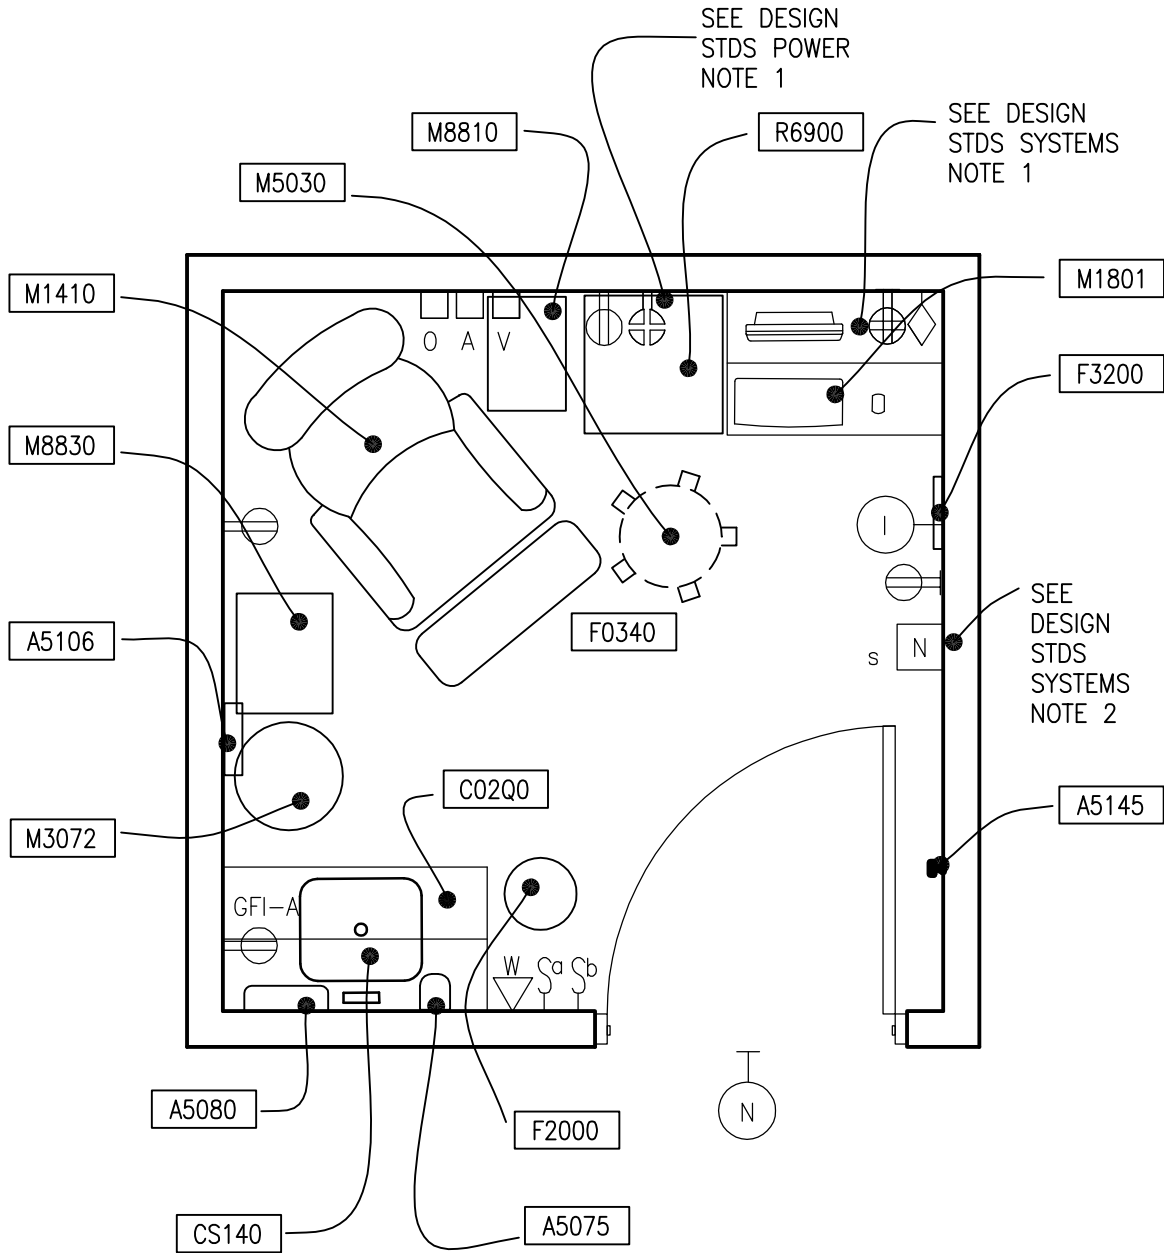 SEE DESIGN
STDS POWER
NOTE 1
M8810
R6900
SEE DESIGN
STDS SYSTEMS
NOTE 1
M5030
M1410
M1801
O A V
F3200
M8830
I
SEE
DESIGN
STDS
SYSTEMS
NOTE 2
A5106
F0340
s N
C02Q0
A5145
M3072
GFI-A
W Sa Sb
A5080
F2000
N
CS140
A5075